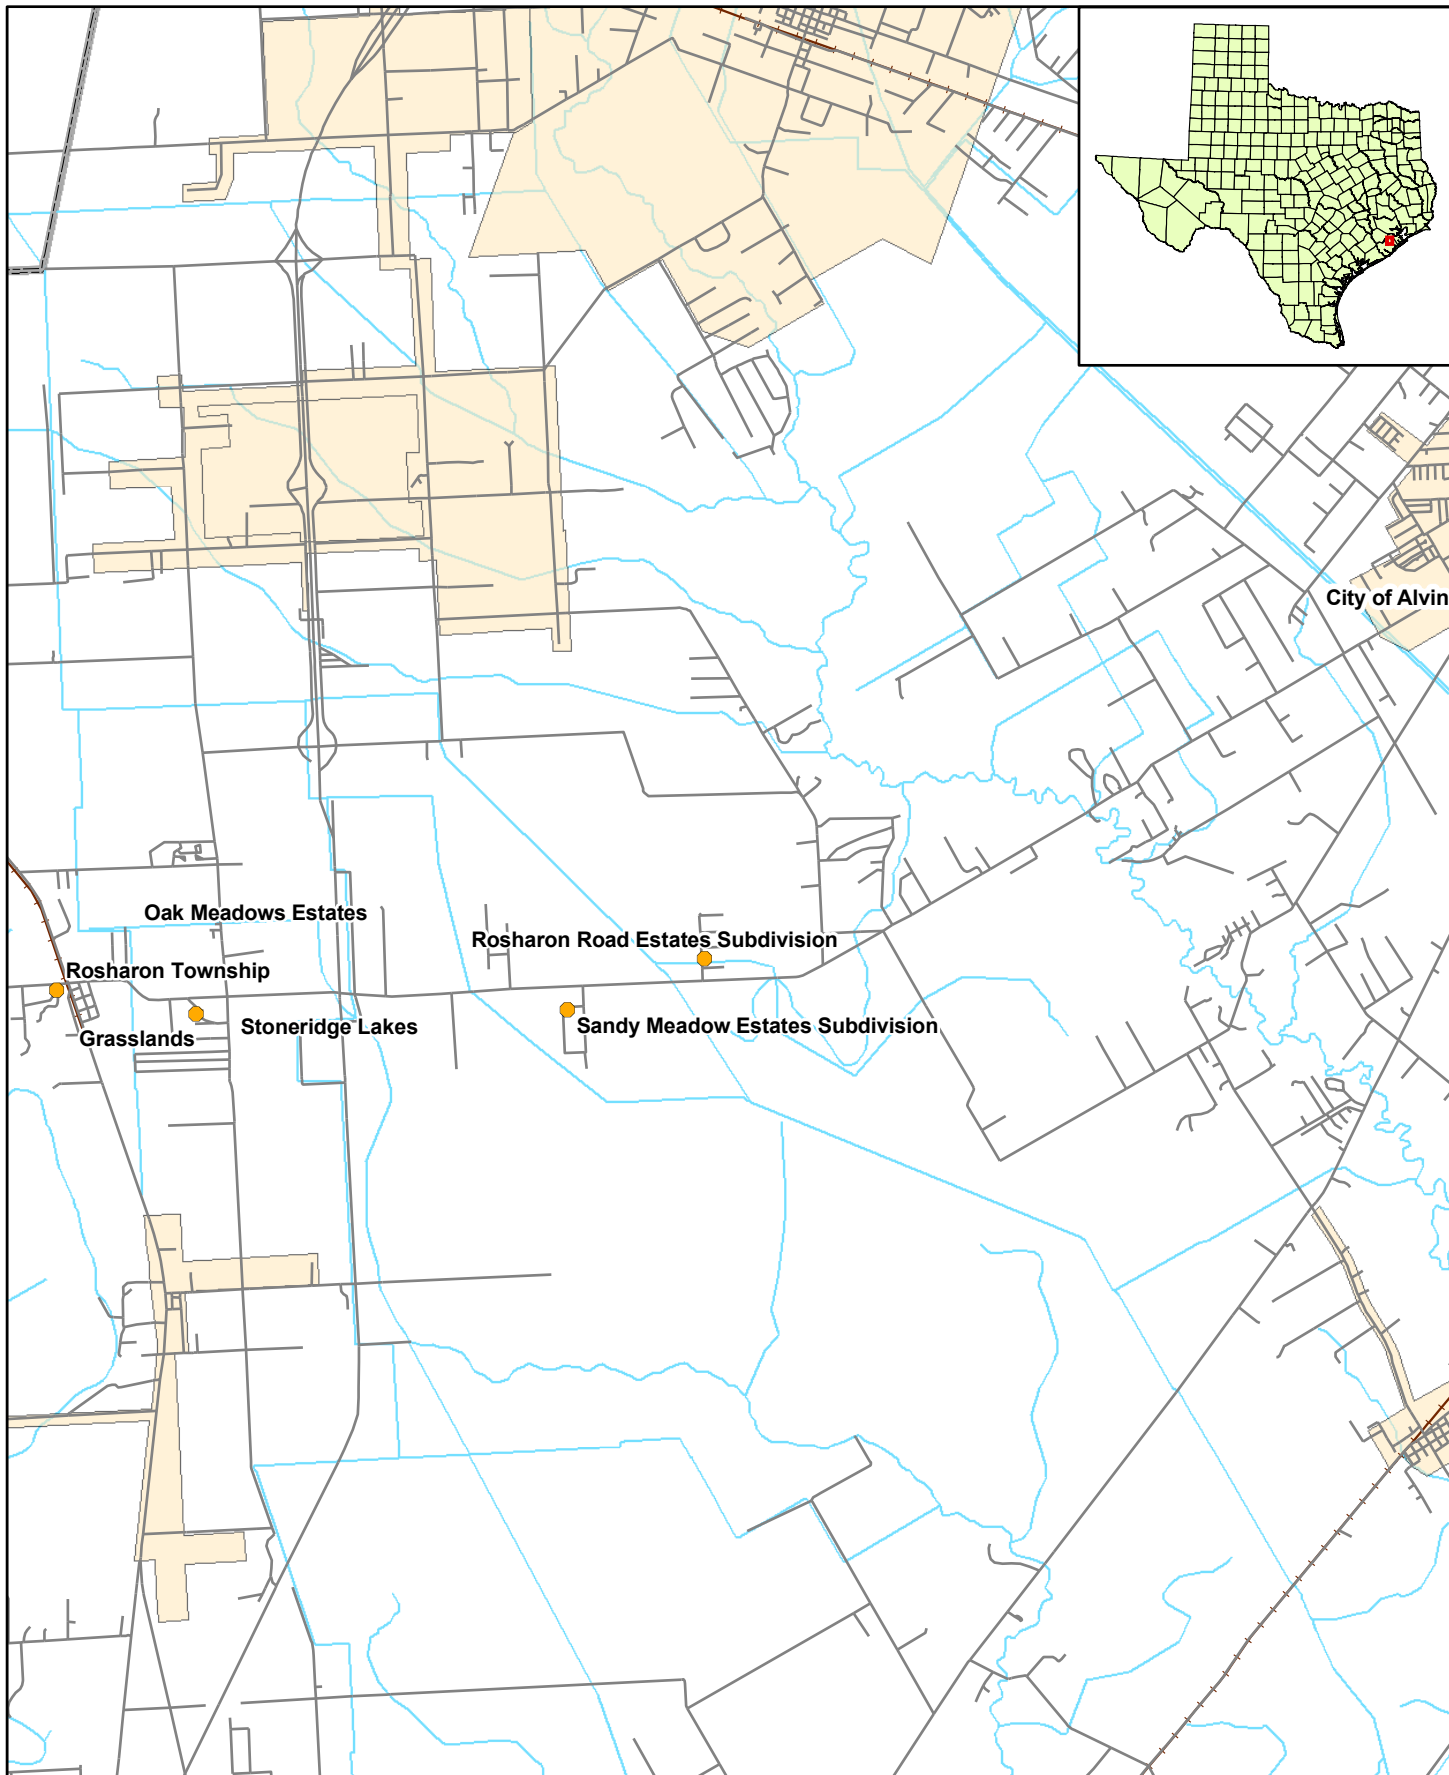 City of Alvin
Oak Meadows Estates
Rosharon Road Estates Subdivision
Rosharon Township
Grasslands
Stoneridge Lakes
Sandy Meadow Estates Subdivision